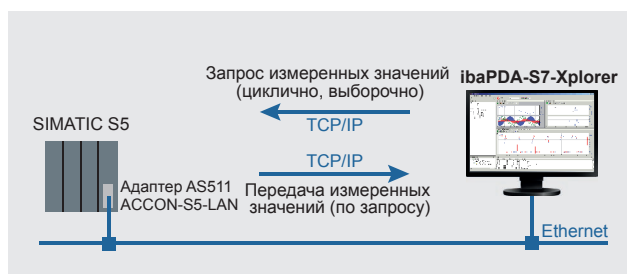 Запрос измеренных значений
(циклично, выборочно)
ibaPDA-S7-Xplorer
TCP/IP
SIMATIC S5
TCP/IP
Адаптер AS511
ACCON-S5-LAN
Передача измеренных
значений (по запросу)
Ethernet